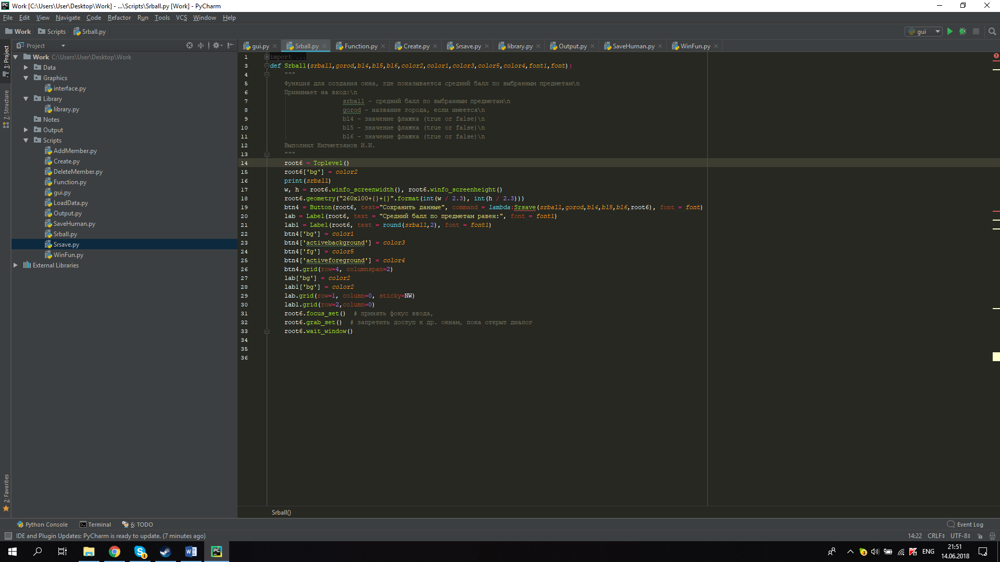 Work [C:\Users\User\Desktop\Work] - ...\Scripts\Srball.py [Work] - PyCharm
File Edit View Navigate Code Refactor Run Tools VCS Window Help
Work Scripts Srball.py gui
Project
gui.py Srball.py Function.py Create.py Srsave.py library.py Output.py SaveHuman.py WinFun.py
1: Project
7: Structure
2: Favorites
Work C:\Users\User\Desktop\Work
Data
Graphics
interface.py
Library
library.py
Notes
Output
Scripts
AddMember.py
Create.py
DeleteMember.py
Function.py
gui.py
LoadData.py
Output.py
SaveHuman.py
Srball.py
Srsave.py
WinFun.py
External Libraries
1 import ...
3 def Srball(srball,gorod,bl4,bl5,bl6,color2,color1,color3,color5,color4,font1,font):
4 """
5 Функция для создания окна, где показывается средний балл по выбранным предметам\n
6 Принимает на вход:\n
7 srball - средний балл по выбранным предметам\n
8 gorod - название города, если имеется\n
9 bl4 - значение флажка (true or false)\n
10 bl5 - значение флажка (true or false)\n
11 bl6 - значение флажка (true or false)\n
12 Выполнил Нигметзянов И.И.
13 """
14 root6 = Toplevel()
15 root6['bg'] = color2
16 print(srball)
17 w, h = root6.winfo_screenwidth(), root6.winfo_screenheight()
18 root6.geometry("260x100+{}+{}".format(int(w / 2.3), int(h / 2.3)))
19 btn4 = Button(root6, text="Сохранить данные", command = lambda:Srsave(srball,gorod,bl4,bl5,bl6,root6), font = font)
20 lab = Label(root6, text = "Средний балл по предметам равен:", font = font1)
21 lab1 = Label(root6, text = round(srball,2), font = font1)
22 btn4['bg'] = color1
23 btn4['activebackground'] = color3
24 btn4['fg'] = color5
25 btn4['activeforeground'] = color4
26 btn4.grid(row=4, columnspan=2)
27 lab['bg'] = color2
28 lab1['bg'] = color2
29 lab.grid(row=1, column=0, sticky=NW)
30 lab1.grid(row=2,column=0)
31 root6.focus_set() # принять фокус ввода,
32 root6.grab_set() # запретить доступ к др. окнам, пока открыт диалог
33 root6.wait_window()
34
35
36
Srball()
Python Console Terminal 6: TODO Event Log
IDE and Plugin Updates: PyCharm is ready to update. (7 minutes ago) 14:22 CRLF UTF-8
ENG 21:51
14.06.2018